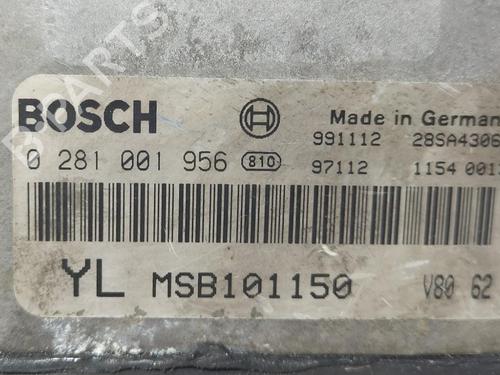 BOSCH Made in German
991112 28SA4306
0 281 001 956 810 97112 1154 001
YL MSB101150 V80 62